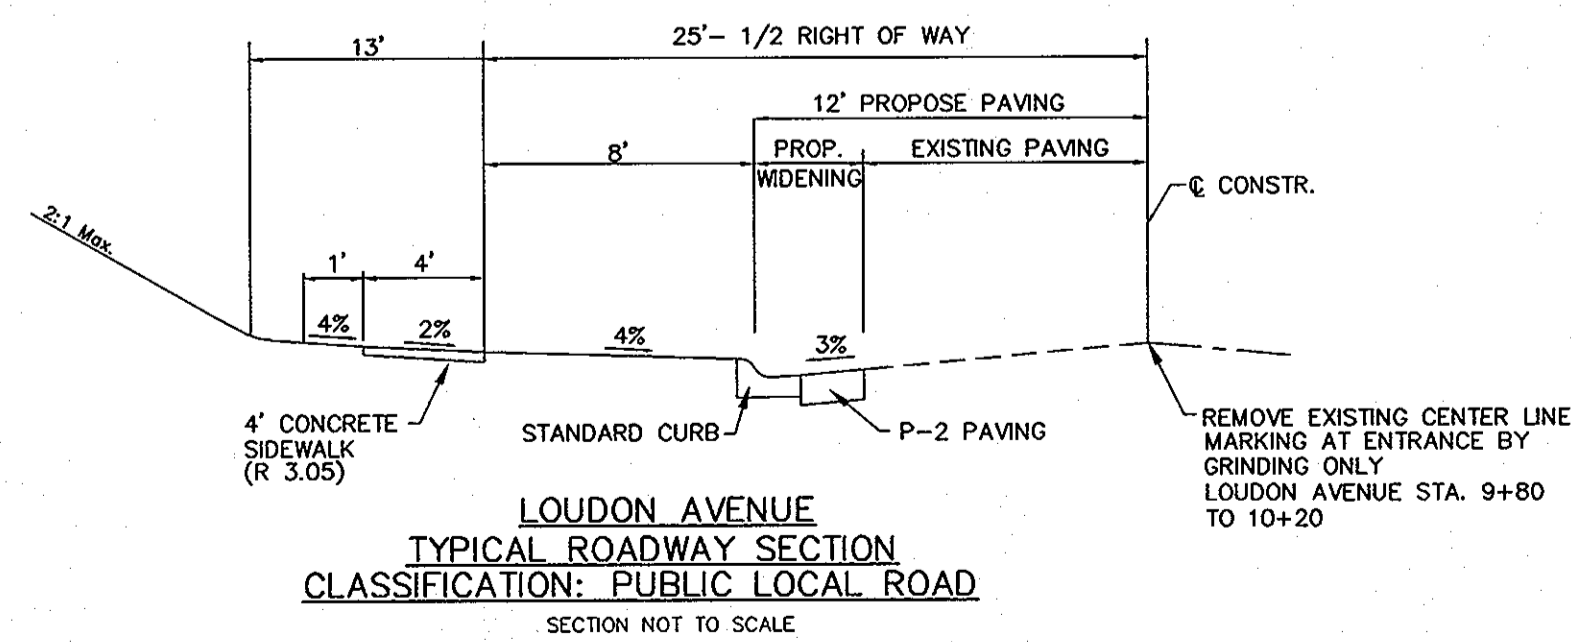 13'
25'- 1/2 RIGHT OF WAY
12' PROPOSE PAVING
8'
PROP.
WIDENING
EXISTING PAVING
℄ CONSTR.
2:1 Max.
1'
4'
4%
2%
4%
3%
4' CONCRETE
SIDEWALK
(R 3.05)
STANDARD CURB
P-2 PAVING
REMOVE EXISTING CENTER LINE
MARKING AT ENTRANCE BY
GRINDING ONLY
LOUDON AVENUE STA. 9+80
TO 10+20
LOUDON AVENUE
TYPICAL ROADWAY SECTION
CLASSIFICATION: PUBLIC LOCAL ROAD
SECTION NOT TO SCALE